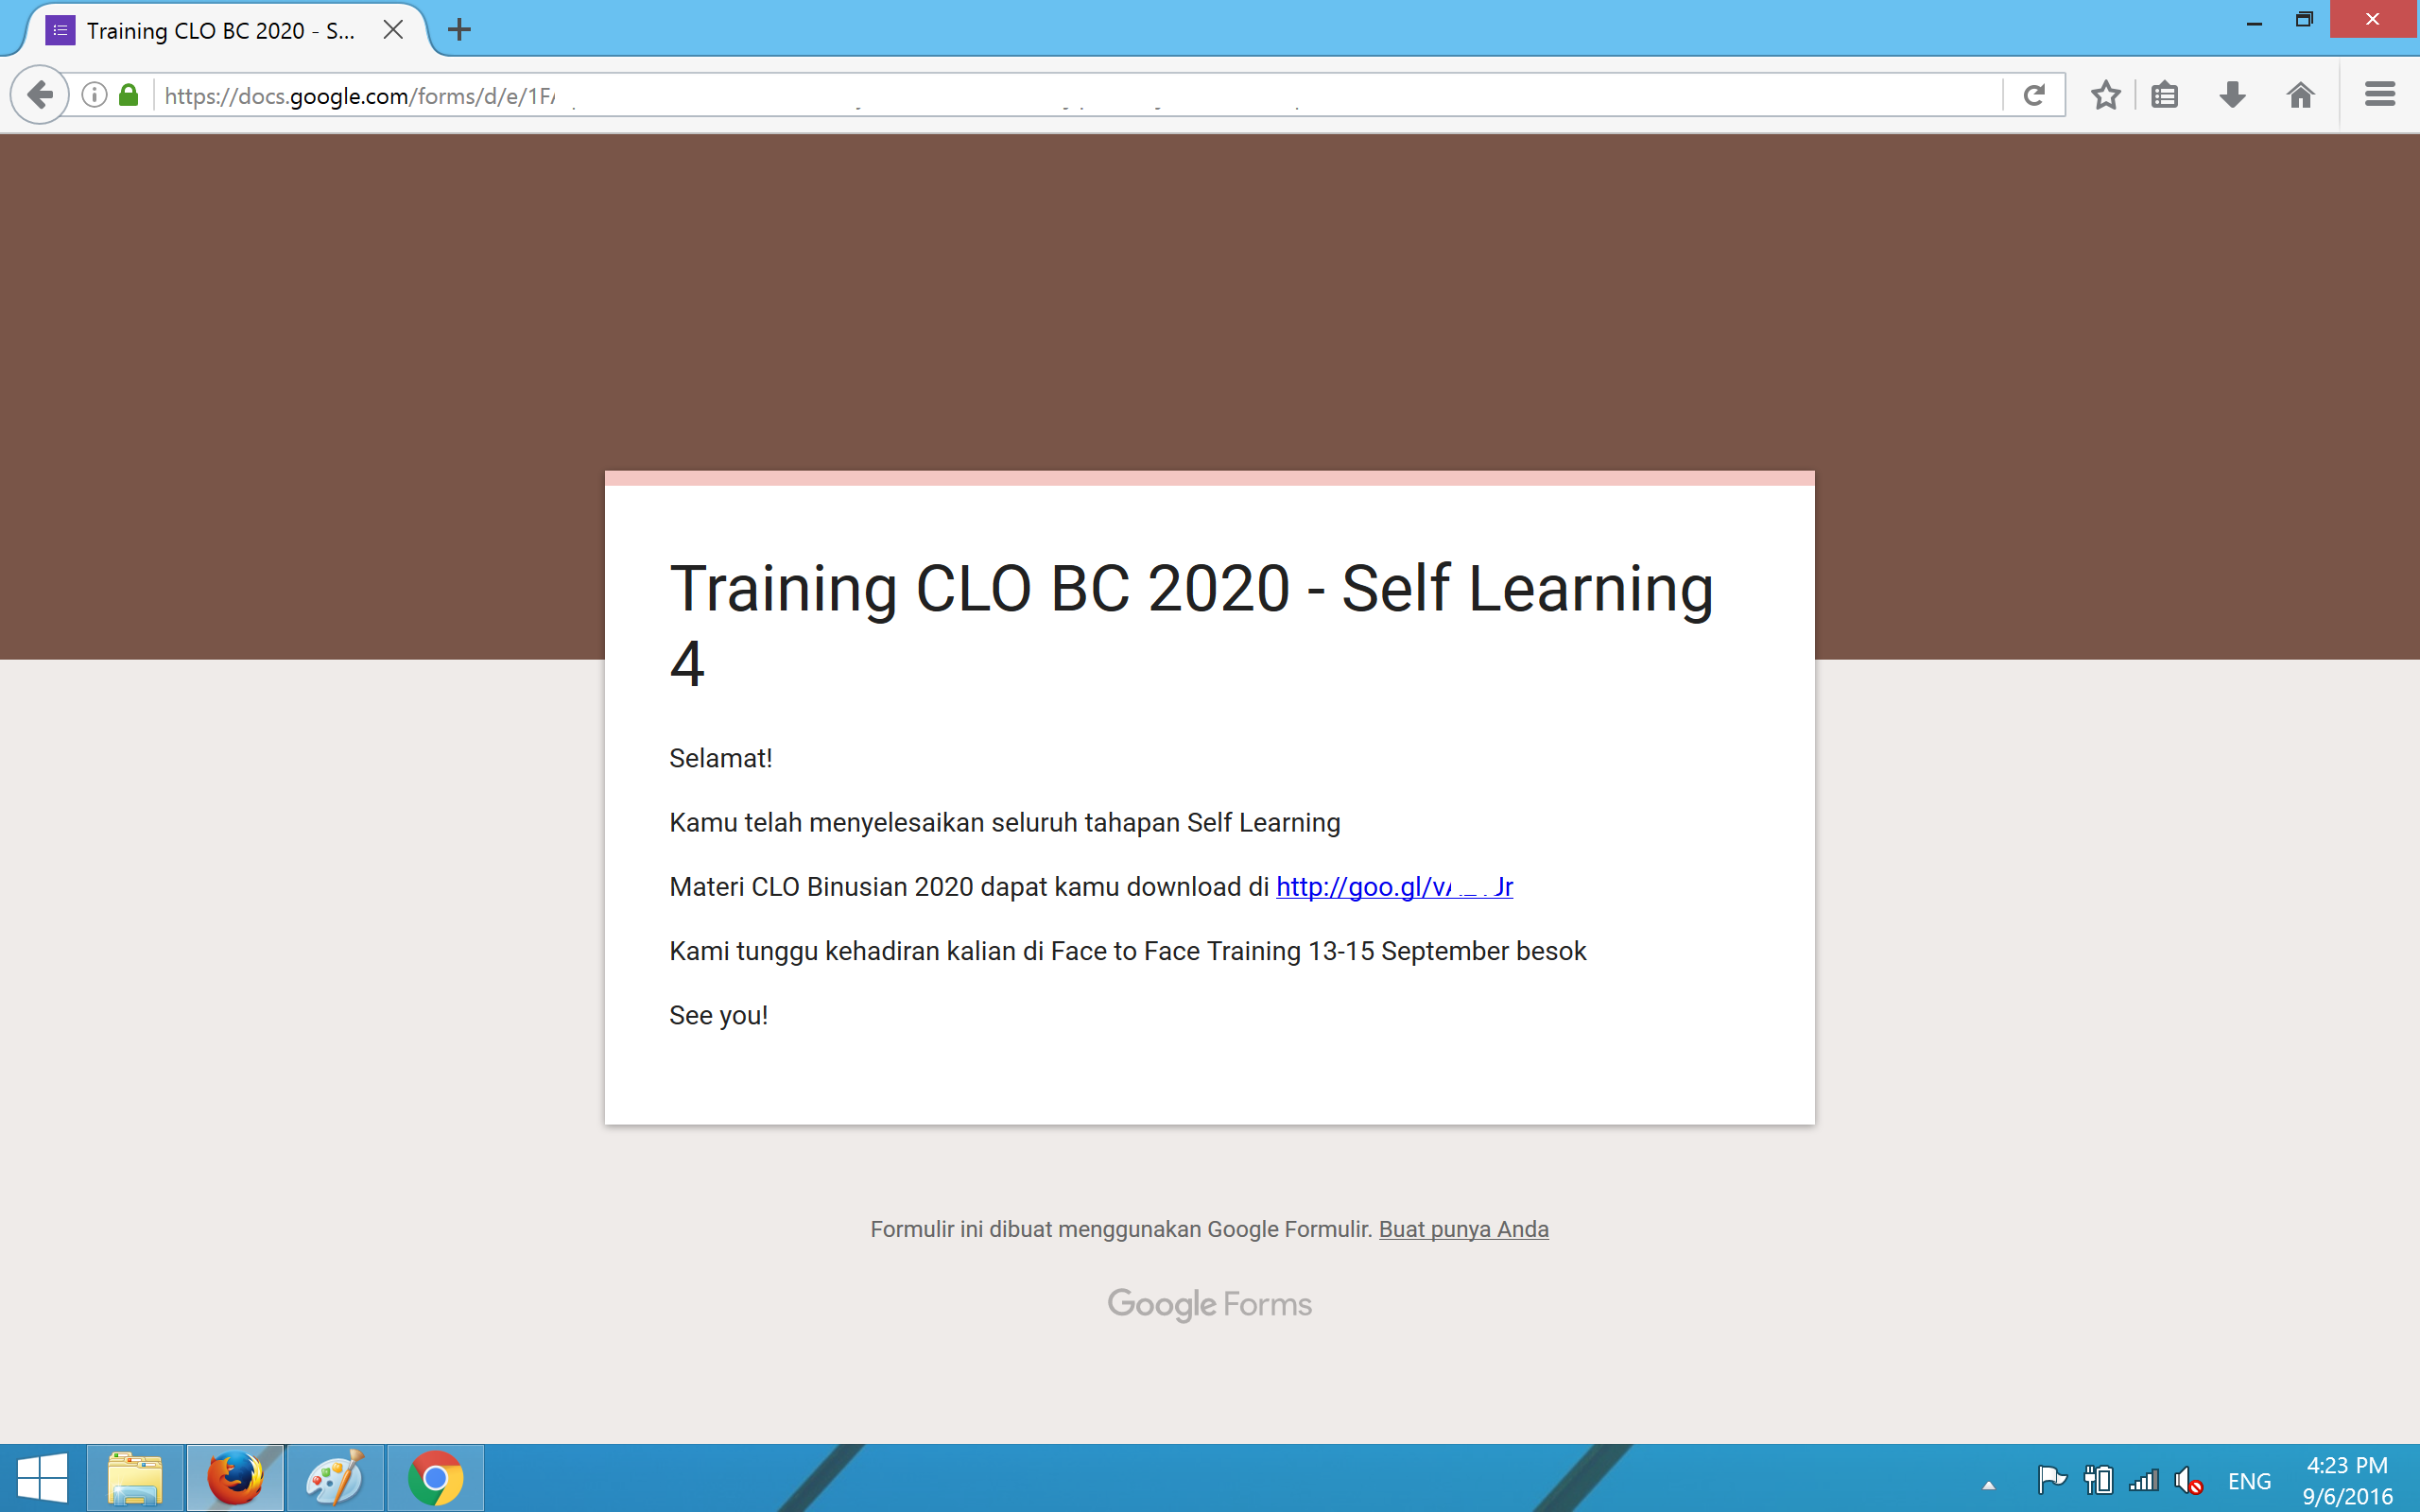 Training CLO BC 2020 - S...
https://docs.google.com/forms/d/e/1F
Training CLO BC 2020 - Self Learning
4
Selamat!
Kamu telah menyelesaikan seluruh tahapan Self Learning
Materi CLO Binusian 2020 dapat kamu download di http://goo.gl/v
Kami tunggu kehadiran kalian di Face to Face Training 13-15 September besok
See you!
Formulir ini dibuat menggunakan Google Formulir. Buat punya Anda
Google Forms
ENG
4:23 PM
9/6/2016